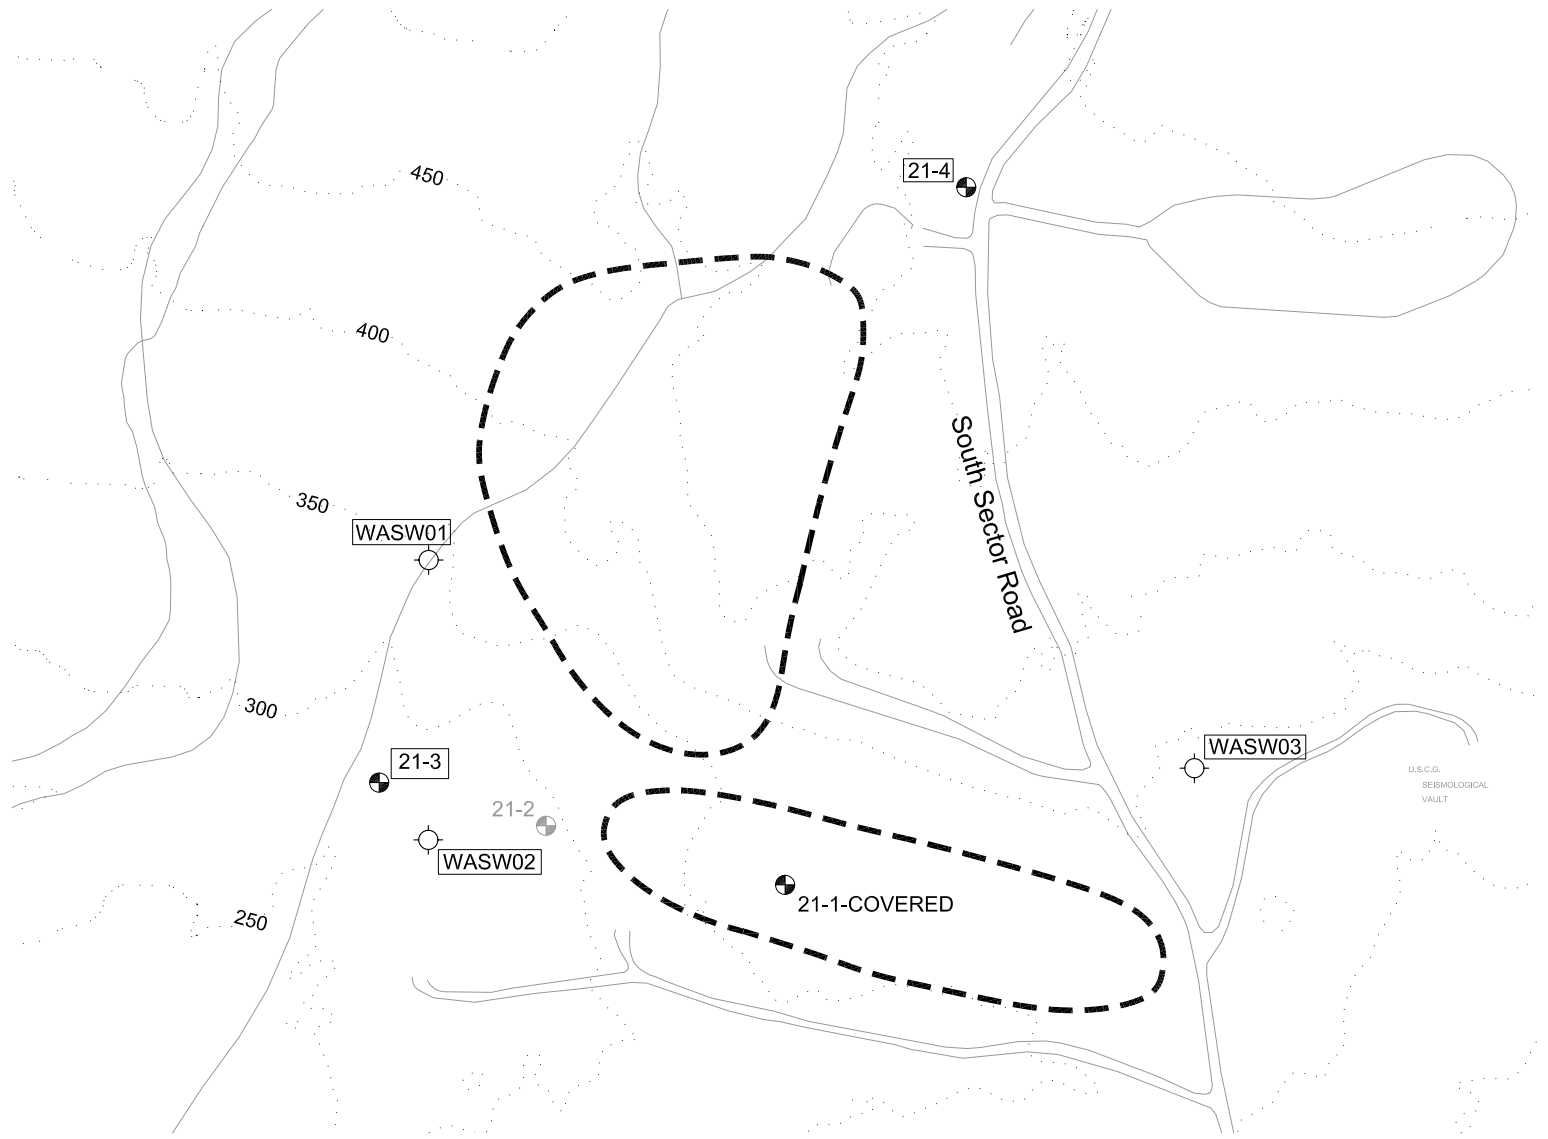 450
21-4
400
South Sector Road
350
WASW01
300
WASW03
21-3
U.S.C.G.
SEISMOLOGICAL
VAULT
21-2
WASW02
21-1-COVERED
250